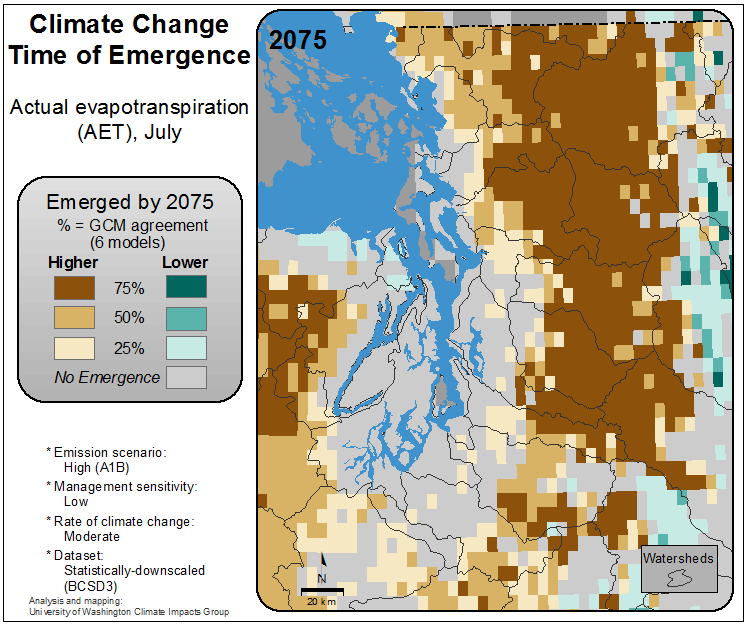 Climate Change
Time of Emergence
Actual evapotranspiration
(AET), July
Emerged by 2075
% = GCM agreement
(6 models)
Higher Lower
75%
50%
25%
No Emergence
* Emission scenario:
High (A1B)
* Management sensitivity:
Low
* Rate of climate change:
Moderate
* Dataset:
Statistically-downscaled
(BCSD3)
Analysis and mapping:
University of Washington Climate Impacts Group
2075
N
20 km
Watersheds